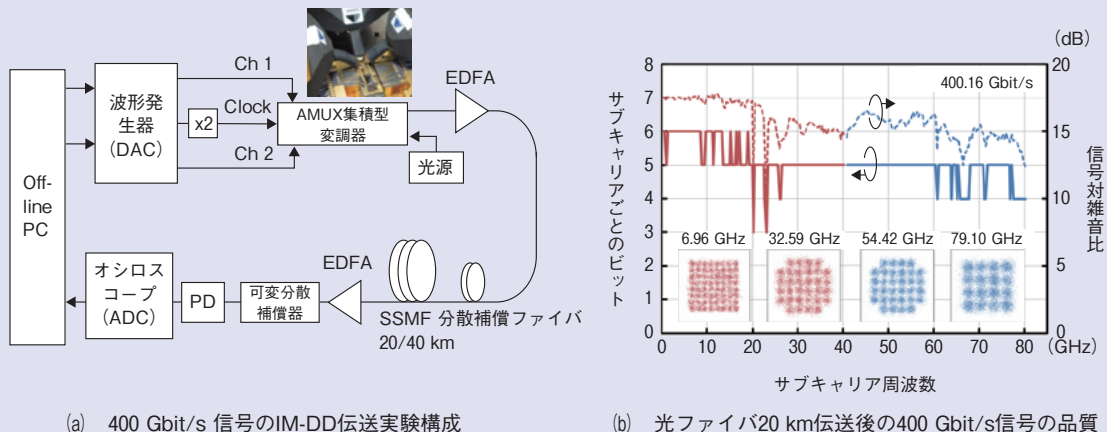 Off-
line
PC
波形発
生器
(DAC)
x2
Ch 1
Clock
Ch 2
AMUX集積型
変調器
光源
EDFA
EDFA
SSMF 分散補償ファイバ
20/40 km
可変分散
補償器
PD
オシロス
コープ
(ADC)
(a) 400 Gbit/s 信号のIM-DD伝送実験構成
(dB)
8
7
6
5
4
3
2
1
0
サブキャリアごとのビット
400.16 Gbit/s
6.96 GHz
32.59 GHz
54.42 GHz
79.10 GHz
20
15
10
5
0
信号対雑音比
0 10 20 30 40 50 60 70 80 (GHz)
サブキャリア周波数
(b) 光ファイバ20 km伝送後の400 Gbit/s信号の品質